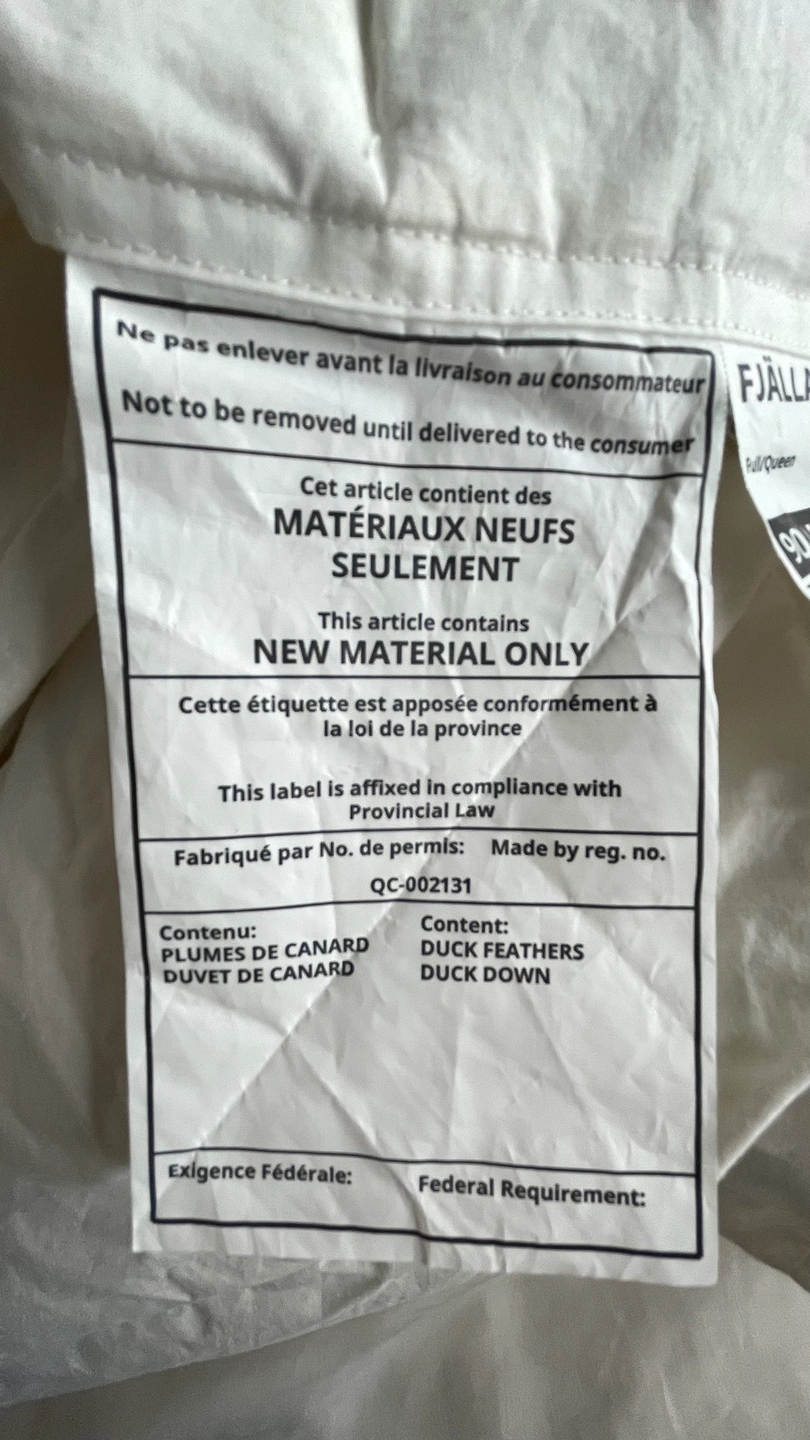 Ne pas enlever avant la livraison au consommateur
Not to be removed until delivered to the consumer
Cet article contient des
MATÉRIAUX NEUFS
SEULEMENT
This article contains
NEW MATERIAL ONLY
Cette étiquette est apposée conformément à
la loi de la province
This label is affixed in compliance with
Provincial Law
Fabriqué par No. de permis: Made by reg. no.
QC-002131
Contenu: Content:
PLUMES DE CANARD DUCK FEATHERS
DUVET DE CANARD DUCK DOWN
Exigence Fédérale: Federal Requirement:
FJÄLLA
Full/Queen
90